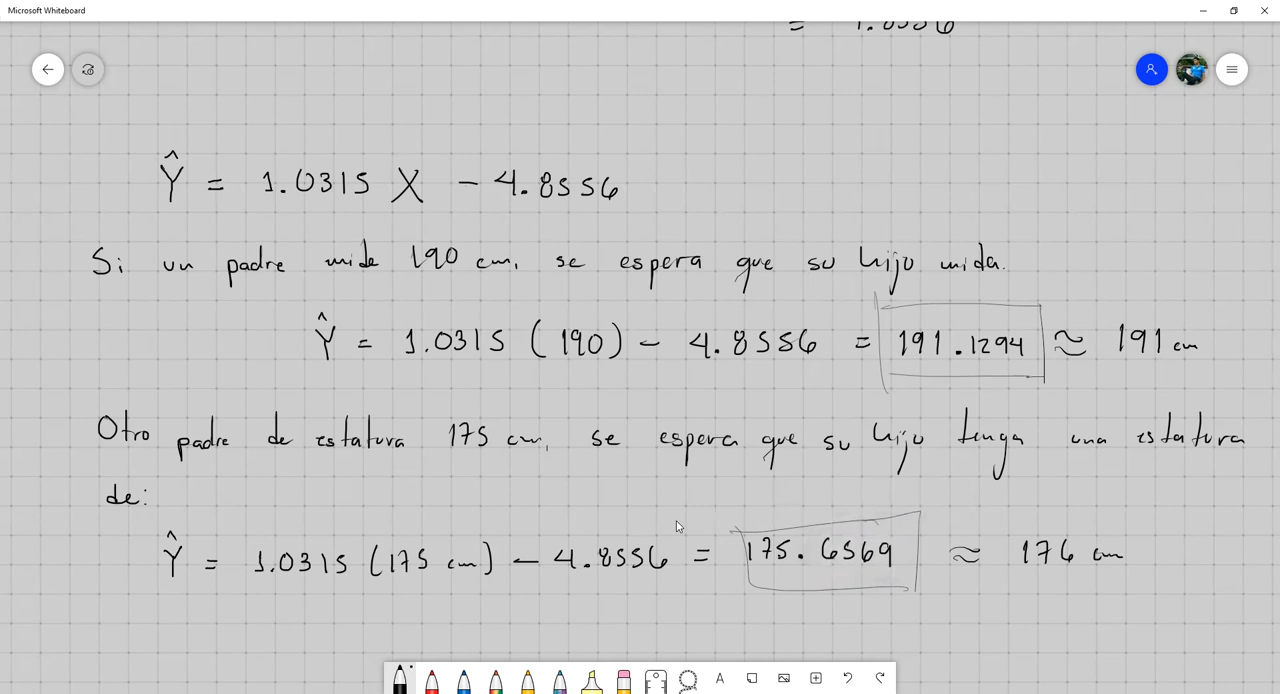 Microsoft Whiteboard
Ŷ = 1.0315 X - 4.8556
Si un padre mide 190 cm, se espera que su hijo mida.
Ŷ = 1.0315 (190) - 4.8556 = 191.1294 ≈ 191 cm
Otro padre de estatura 175 cm, se espera que su hijo tenga una estatura
de:
Ŷ = 1.0315 (175 cm) - 4.8556 = 175.6569 ≈ 176 cm
A